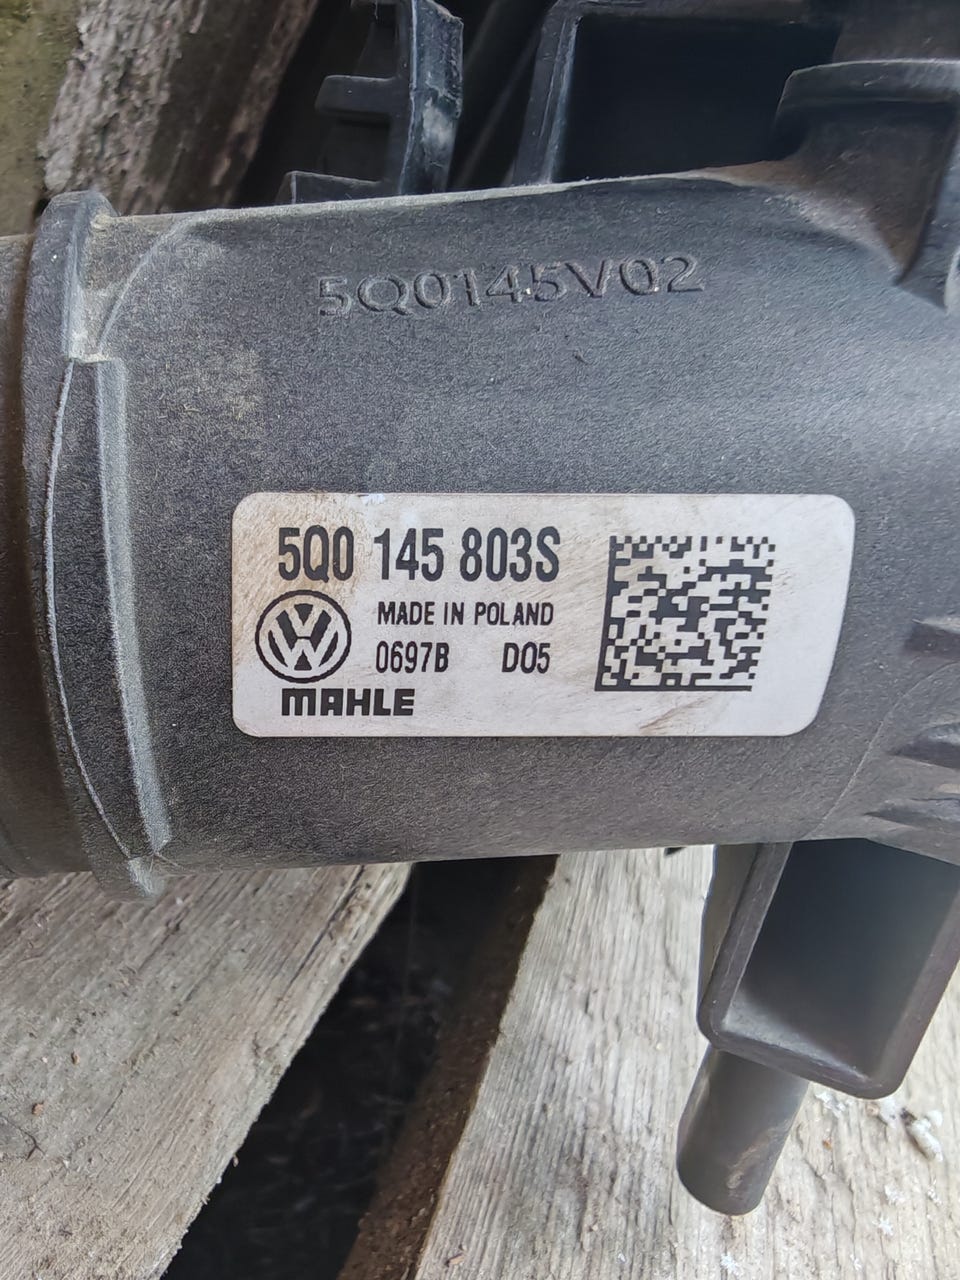 5Q0145V02
5Q0 145 803S
MADE IN POLAND
0697B D05
MAHLE